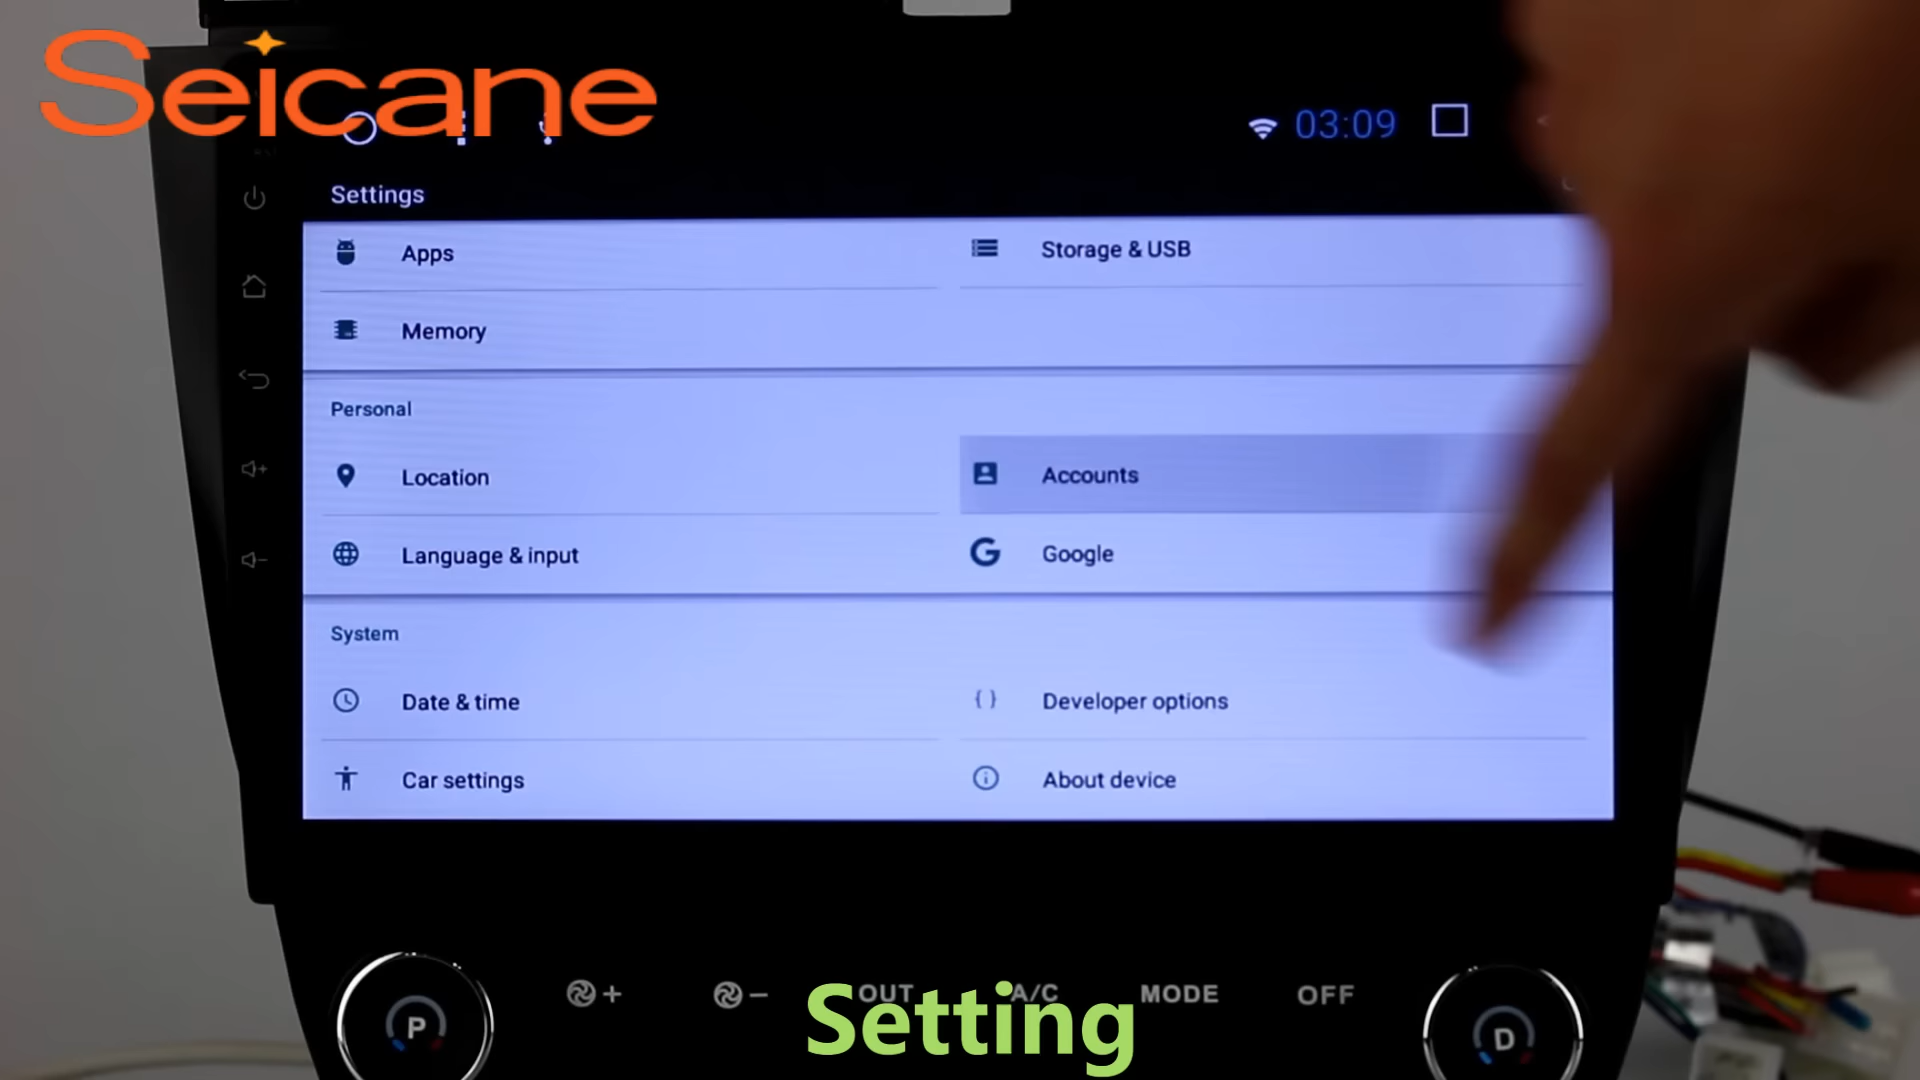 Seicane
03:09
Settings
Apps
Storage & USB
Memory
Personal
Location
Accounts
Language & input
Google
System
Date & time
Developer options
Car settings
About device
P
+
−
OUT
A/C
MODE
OFF
D
Setting